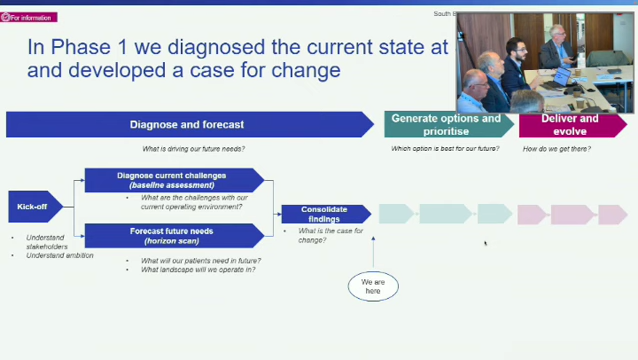 For information
South E
In Phase 1 we diagnosed the current state at
and developed a case for change
Diagnose and forecast
Generate options and
prioritise
Deliver and
evolve
What is driving our future needs?
Which option is best for our future?
How do we get there?
Diagnose current challenges
(baseline assessment)
• What are the challenges with our
current operating environment?
Kick-off
Consolidate
findings
Forecast future needs
(horizon scan)
• What is the case for
change?
• Understand
stakeholders
• Understand ambition
• What will our patients need in future?
• What landscape will we operate in?
We are
here